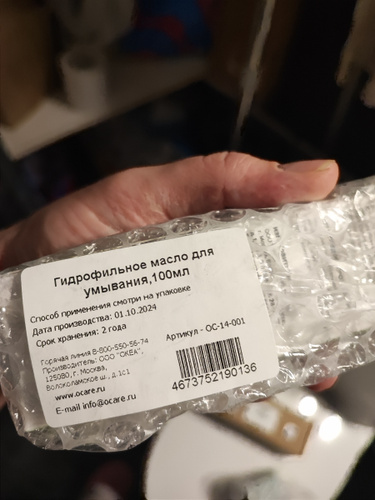 Гидрофильное масло для
умывания,100мл
Способ применения смотри на упаковке
Дата производства: 01.10.2024
Срок хранения: 2 года
Артикул - OC-14-001
Горячая линия 8-800-550-56-74
Производитель: ООО "ОКЕА",
125080, Г. Москва,
Волоколамское ш., д.1с1
www.ocare.ru
E-mail info@ocare.ru
4673752190136